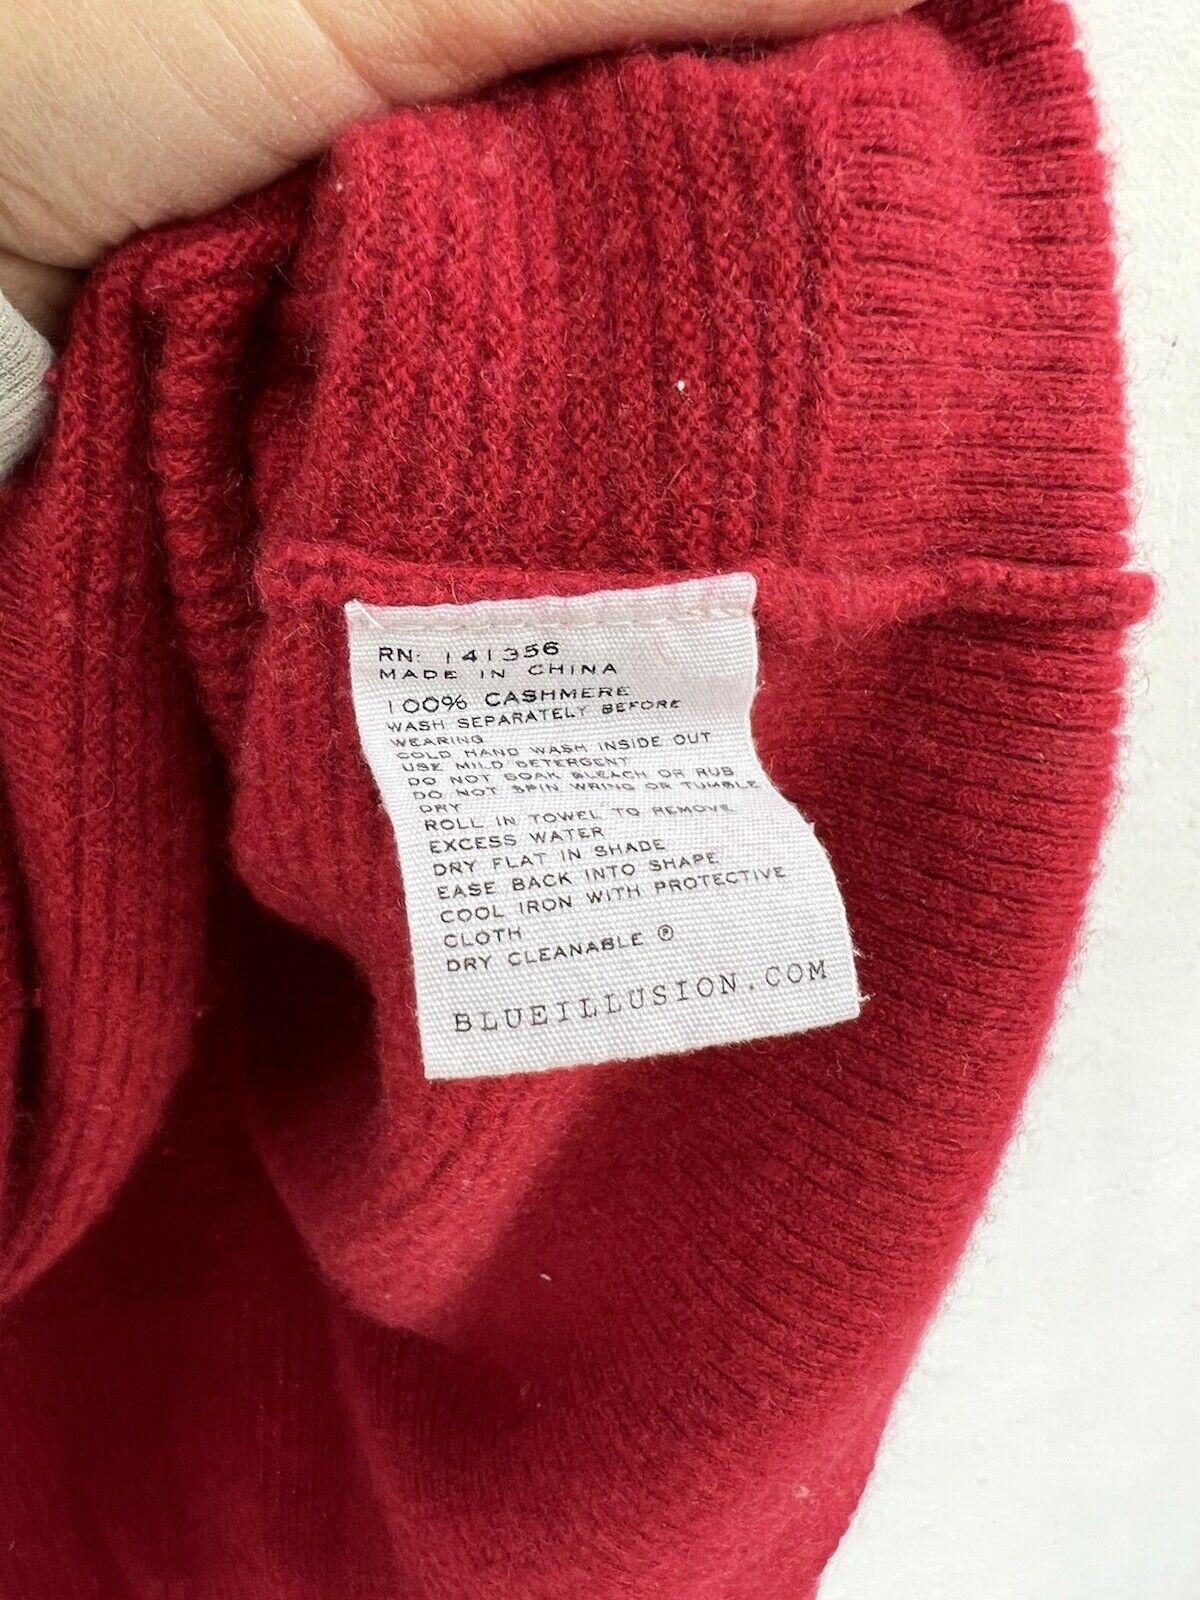 RN: 141356
MADE IN CHINA
100% CASHMERE
WASH SEPARATELY BEFORE
WEARING
COLD HAND WASH INSIDE OUT
USE MILD DETERGENT
DO NOT SOAK BLEACH OR RUB
DO NOT SPIN WRING OR TUMBLE
DRY
ROLL IN TOWEL TO REMOVE
EXCESS WATER
DRY FLAT IN SHADE
EASE BACK INTO SHAPE
COOL IRON WITH PROTECTIVE
CLOTH
DRY CLEANABLE Ⓟ
BLUEILLUSION.COM